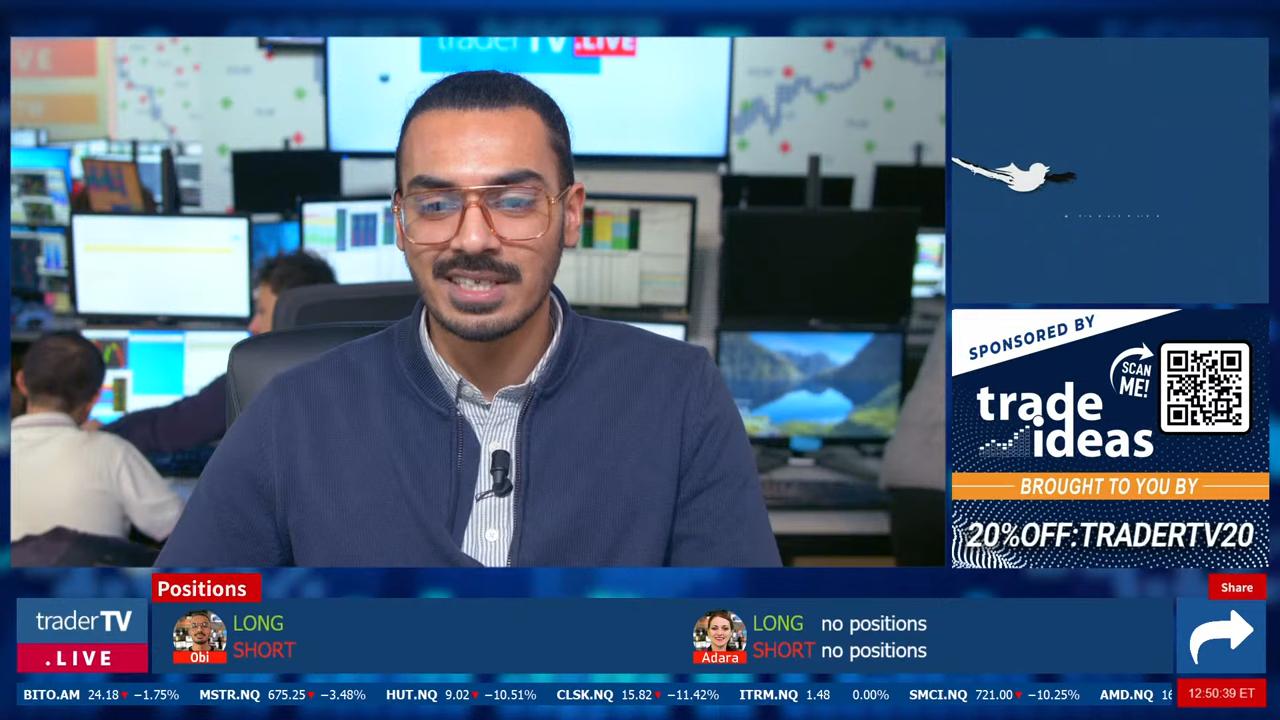 trader TV .LIVE
VE
SPONSORED BY
SCAN
ME!
trade
ideas
BROUGHT TO YOU BY
20%OFF:TRADERTV20
Positions
Share
traderTV
.LIVE
Obi
LONG
SHORT
Adara
LONG no positions
SHORT no positions
BITO.AM 24.18▼ −1.75% MSTR.NQ 675.25▼ −3.48% HUT.NQ 9.02▼ −10.51% CLSK.NQ 15.82▼ −11.42% ITRM.NQ 1.48 0.00% SMCI.NQ 721.00▼ −10.25% AMD.NQ 16
12:50:39 ET